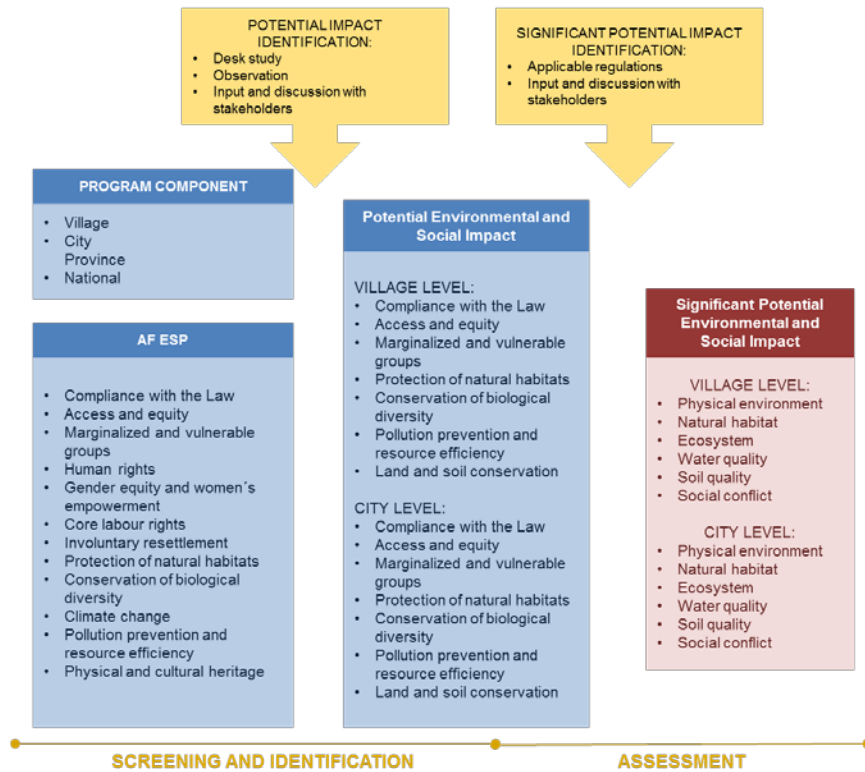 POTENTIAL IMPACT
IDENTIFICATION:
• Desk study
• Observation
• Input and discussion with
stakeholders
SIGNIFICANT POTENTIAL IMPACT
IDENTIFICATION:
• Applicable regulations
• Input and discussion with
stakeholders
PROGRAM COMPONENT
• Village
• City
Province
• National
AF ESP
• Compliance with the Law
• Access and equity
• Marginalized and vulnerable
groups
• Human rights
• Gender equity and women´s
empowerment
• Core labour rights
• Involuntary resettlement
• Protection of natural habitats
• Conservation of biological
diversity
• Climate change
• Pollution prevention and
resource efficiency
• Physical and cultural heritage
Potential Environmental and
Social Impact
VILLAGE LEVEL:
• Compliance with the Law
• Access and equity
• Marginalized and vulnerable
groups
• Protection of natural habitats
• Conservation of biological
diversity
• Pollution prevention and
resource efficiency
• Land and soil conservation
CITY LEVEL:
• Compliance with the Law
• Access and equity
• Marginalized and vulnerable
groups
• Protection of natural habitats
• Conservation of biological
diversity
• Pollution prevention and
resource efficiency
• Land and soil conservation
Significant Potential
Environmental and
Social Impact
VILLAGE LEVEL:
• Physical environment
• Natural habitat
• Ecosystem
• Water quality
• Soil quality
• Social conflict
CITY LEVEL:
• Physical environment
• Natural habitat
• Ecosystem
• Water quality
• Soil quality
• Social conflict
SCREENING AND IDENTIFICATION
ASSESSMENT